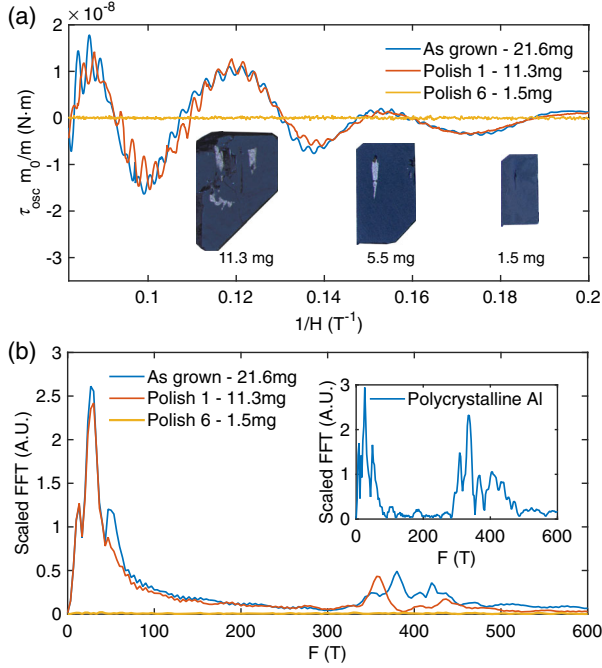 (a)
× 10⁻⁸
2
1
0
-1
-2
-3
τosc m0/m (N·m)
As grown - 21.6mg
Polish 1 - 11.3mg
Polish 6 - 1.5mg
11.3 mg
5.5 mg
1.5 mg
0.1
0.12
0.14
0.16
0.18
0.2
1/H (T⁻¹)
(b)
3
2.5
2
1.5
1
0.5
0
Scaled FFT (A.U.)
As grown - 21.6mg
Polish 1 - 11.3mg
Polish 6 - 1.5mg
3
2
1
0
Scaled FFT (A.U.)
Polycrystalline Al
0
200
400
600
F (T)
0
100
200
300
400
500
600
F (T)